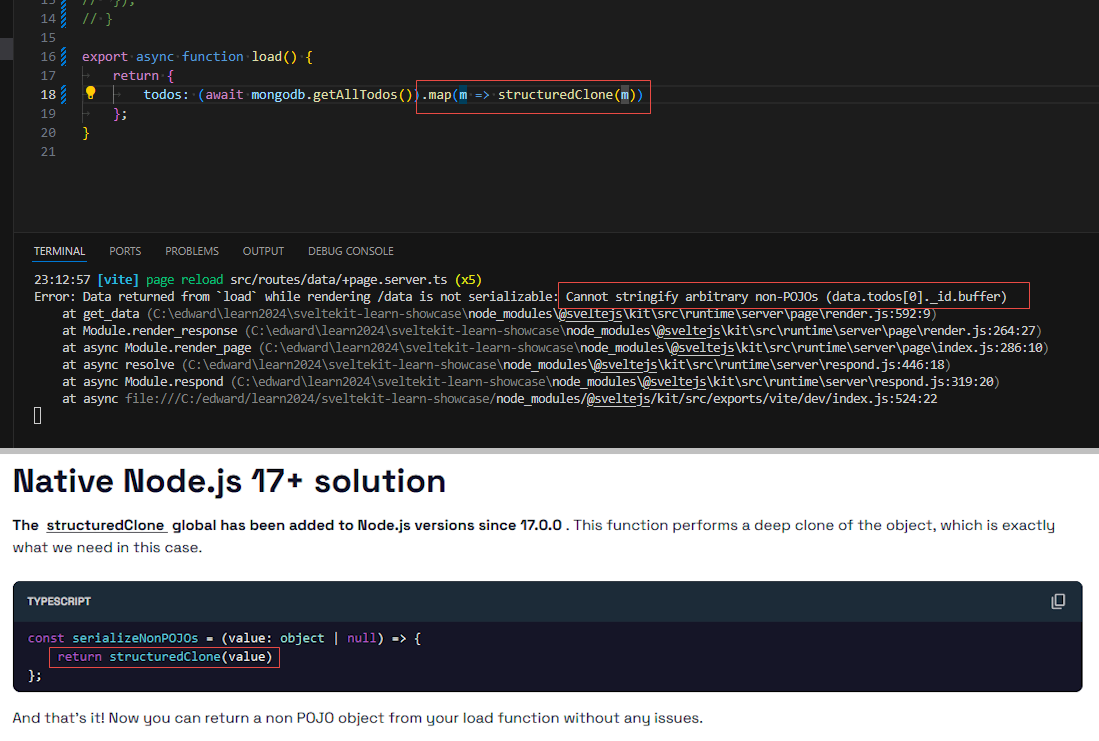 13 // });
14 // }
15
16 export async function load() {
17 return {
18 todos: (await mongodb.getAllTodos()).map(m => structuredClone(m))
19 };
20 }
21
TERMINAL PORTS PROBLEMS OUTPUT DEBUG CONSOLE
23:12:57 [vite] page reload src/routes/data/+page.server.ts (x5)
Error: Data returned from `load` while rendering /data is not serializable: Cannot stringify arbitrary non-POJOs (data.todos[0]._id.buffer)
at get_data (C:\edward\learn2024\sveltekit-learn-showcase\node_modules\@sveltejs\kit\src\runtime\server\page\render.js:592:9)
at Module.render_response (C:\edward\learn2024\sveltekit-learn-showcase\node_modules\@sveltejs\kit\src\runtime\server\page\render.js:264:27)
at async Module.render_page (C:\edward\learn2024\sveltekit-learn-showcase\node_modules\@sveltejs\kit\src\runtime\server\page\index.js:286:10)
at async resolve (C:\edward\learn2024\sveltekit-learn-showcase\node_modules\@sveltejs\kit\src\runtime\server\respond.js:446:18)
at async Module.respond (C:\edward\learn2024\sveltekit-learn-showcase\node_modules\@sveltejs\kit\src\runtime\server\respond.js:319:20)
at async file:///C:/edward/learn2024/sveltekit-learn-showcase/node_modules/@sveltejs/kit/src/exports/vite/dev/index.js:524:22
Native Node.js 17+ solution
The structuredClone global has been added to Node.js versions since 17.0.0 . This function performs a deep clone of the object, which is exactly
what we need in this case.
TYPESCRIPT
const serializeNonPOJOs = (value: object | null) => {
return structuredClone(value)
};
And that's it! Now you can return a non POJO object from your load function without any issues.